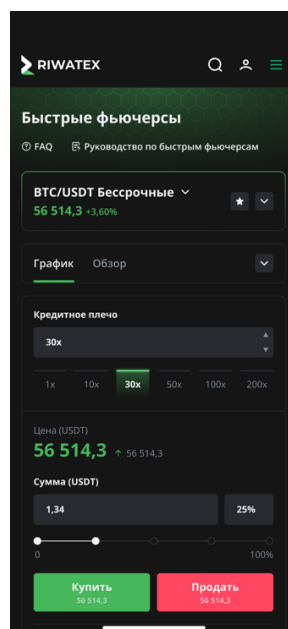 RIWATEX
Быстрые фьючерсы
FAQ Руководство по быстрым фьючерсам
BTC/USDT Бессрочные
56 514,3 +3,60%
График Обзор
Кредитное плечо
30x
1x 10x 30x 50x 100x 200x
Цена (USDT)
56 514,3 ↑ 56 514,3
Сумма (USDT)
1,34 25%
0 100%
Купить Продать
56 514,3 56 514,3